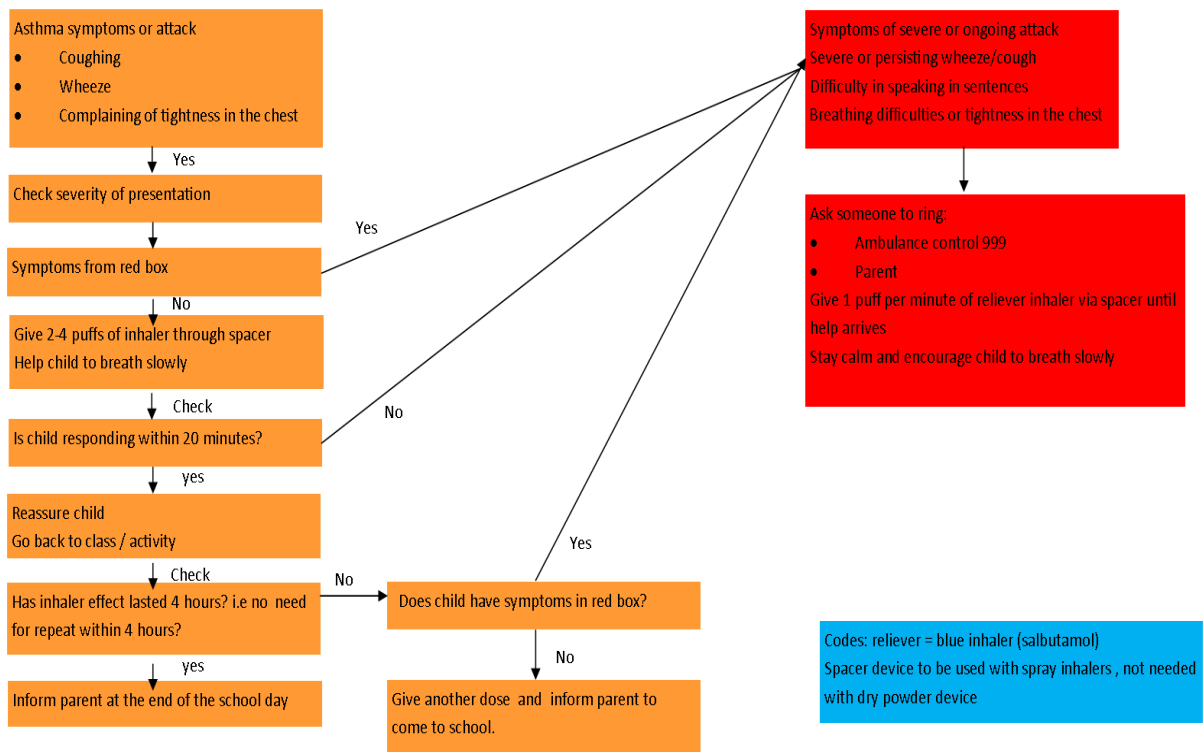 Asthma symptoms or attack
• Coughing
• Wheeze
• Complaining of tightness in the chest
Yes
Check severity of presentation
Symptoms from red box
Yes
No
Give 2-4 puffs of inhaler through spacer
Help child to breath slowly
Check
Is child responding within 20 minutes?
No
yes
Reassure child
Go back to class / activity
Check
Has inhaler effect lasted 4 hours? i.e no need
for repeat within 4 hours?
No
yes
Inform parent at the end of the school day
Does child have symptoms in red box?
Yes
No
Give another dose and inform parent to
come to school.
Symptoms of severe or ongoing attack
Severe or persisting wheeze/cough
Difficulty in speaking in sentences
Breathing difficulties or tightness in the chest
Ask someone to ring:
• Ambulance control 999
• Parent
Give 1 puff per minute of reliever inhaler via spacer until
help arrives
Stay calm and encourage child to breath slowly
Codes: reliever = blue inhaler (salbutamol)
Spacer device to be used with spray inhalers , not needed
with dry powder device